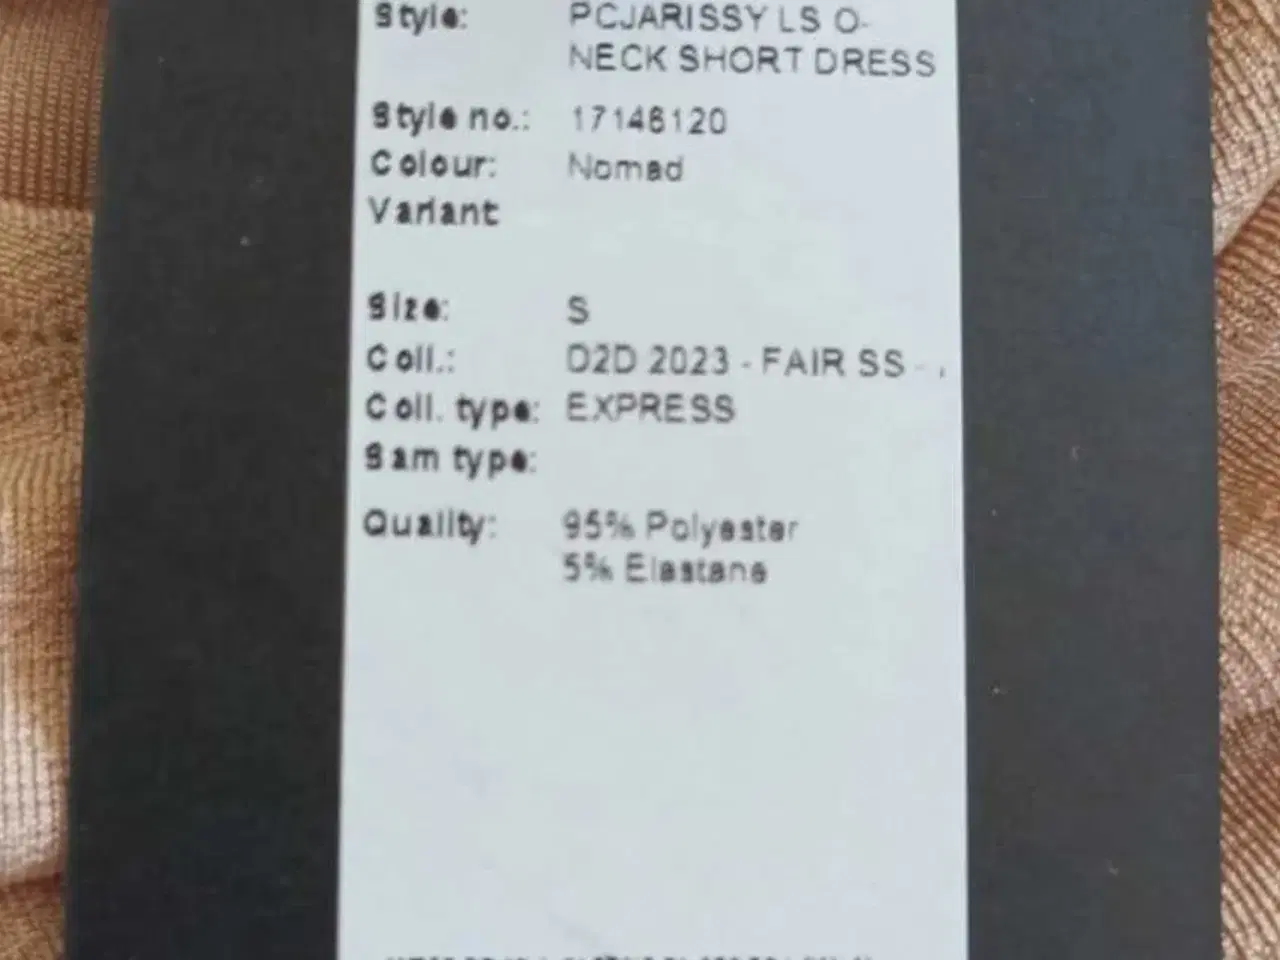 Style: PCJARISSY LS O-
NECK SHORT DRESS
Style no.: 17146120
Colour: Nomad
Variant
Size: S
Coll.: D2D 2023 - FAIR SS - ,
Coll. type: EXPRESS
Sam type:
Quality: 95% Polyester
5% Elastane